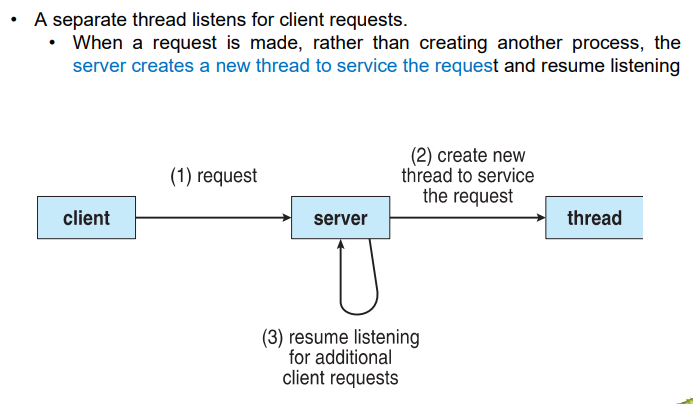 • A separate thread listens for client requests.
• When a request is made, rather than creating another process, the
server creates a new thread to service the request and resume listening
(1) request
(2) create new
thread to service
the request
client
server
thread
(3) resume listening
for additional
client requests